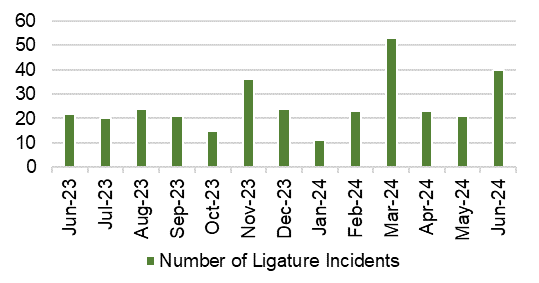 60
50
40
30
20
10
0
Jun-23
Jul-23
Aug-23
Sep-23
Oct-23
Nov-23
Dec-23
Jan-24
Feb-24
Mar-24
Apr-24
May-24
Jun-24
Number of Ligature Incidents